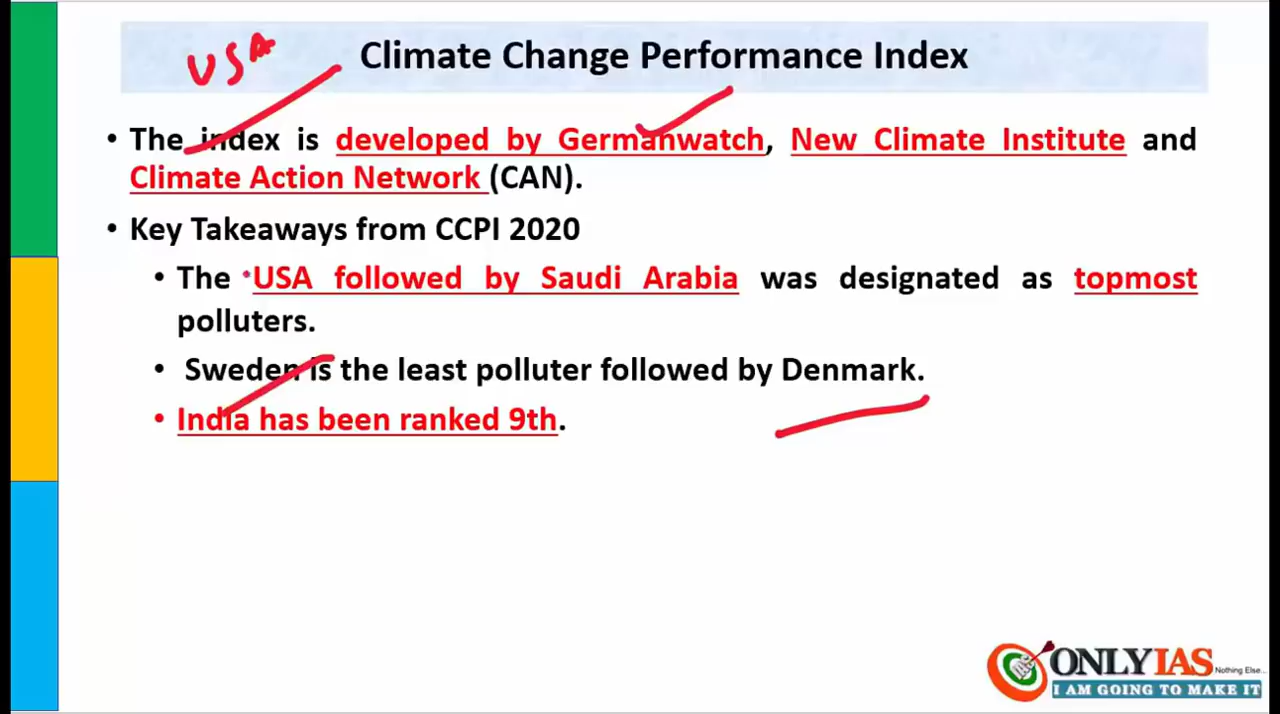 USA
Climate Change Performance Index
• The index is developed by Germanwatch, New Climate Institute and
Climate Action Network (CAN).
• Key Takeaways from CCPI 2020
• The USA followed by Saudi Arabia was designated as topmost
polluters.
• Sweden is the least polluter followed by Denmark.
• India has been ranked 9th.
ONLYIAS Nothing Else...
I AM GOING TO MAKE IT